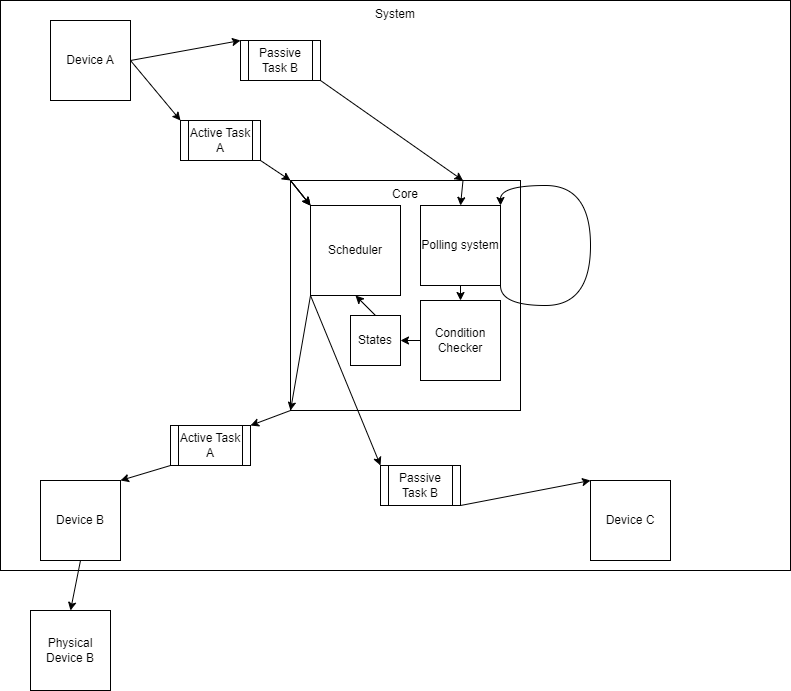 System
Device A
Passive
Task B
Active Task
A
Core
Scheduler
Polling system
States
Condition
Checker
Active Task
A
Passive
Task B
Device B
Device C
Physical
Device B